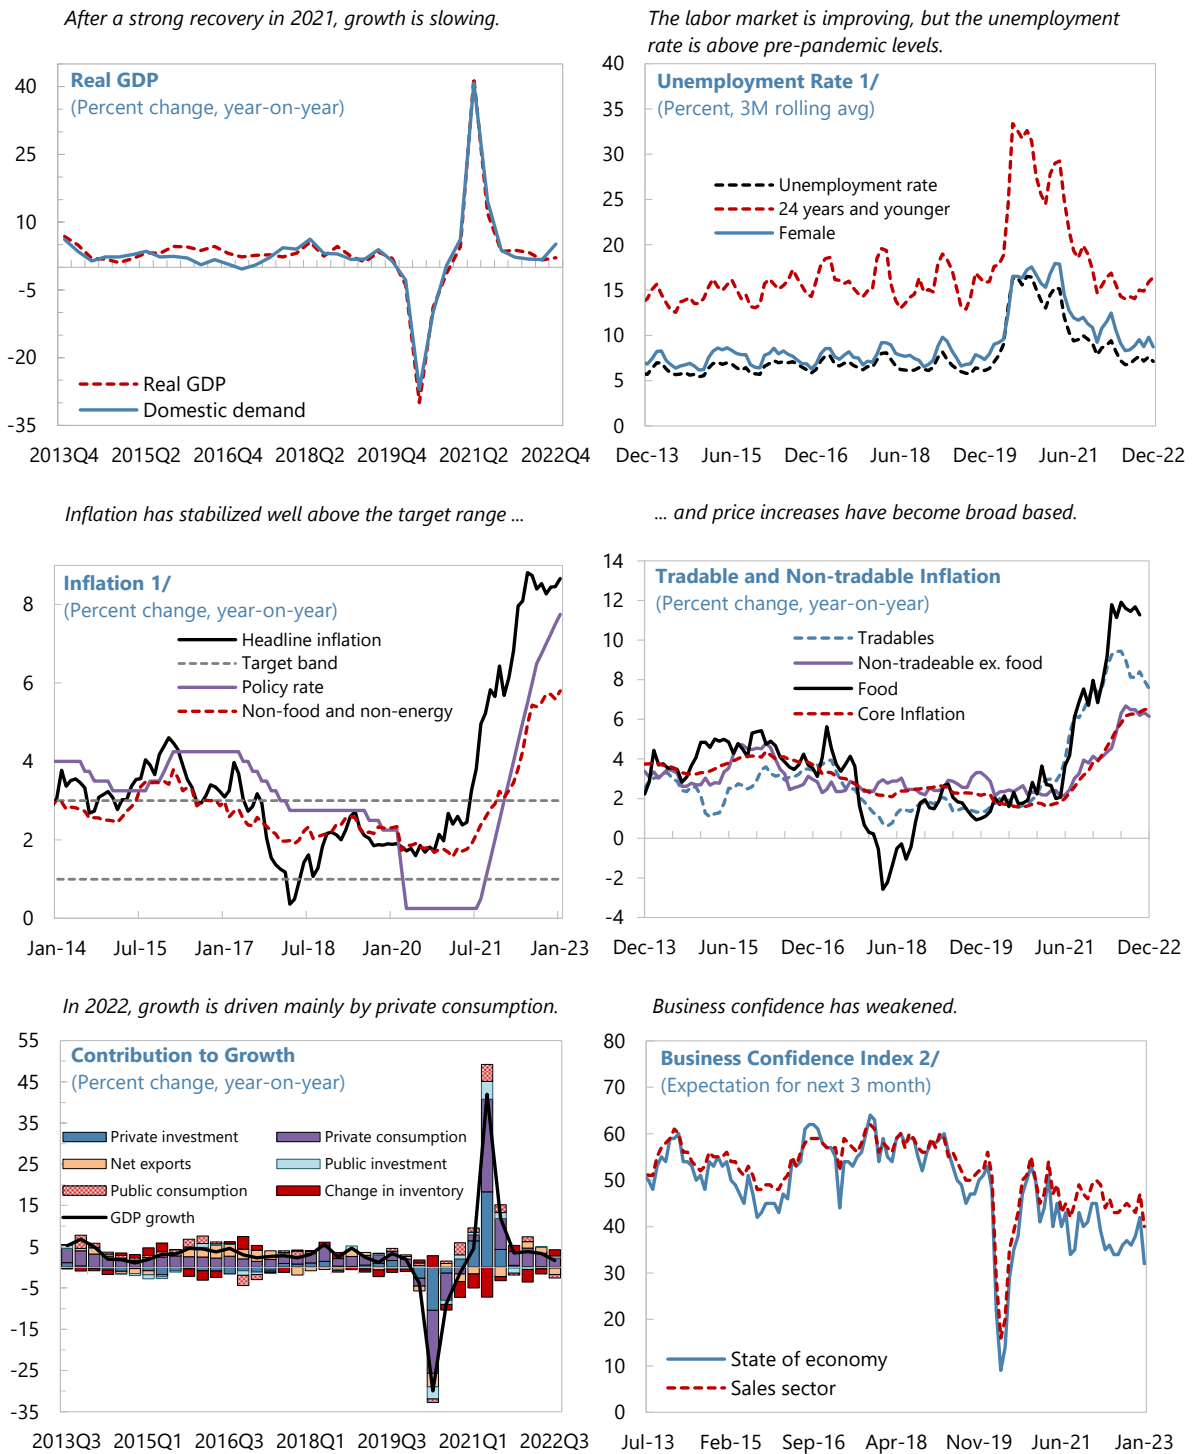 After a strong recovery in 2021, growth is slowing.
Real GDP
(Percent change, year-on-year)
40
25
10
-5
-20
-35
Real GDP
Domestic demand
2013Q4 2015Q2 2016Q4 2018Q2 2019Q4 2021Q2 2022Q4
The labor market is improving, but the unemployment
rate is above pre-pandemic levels.
Unemployment Rate 1/
(Percent, 3M rolling avg)
40
35
30
25
20
15
10
5
0
Unemployment rate
24 years and younger
Female
Dec-13 Jun-15 Dec-16 Jun-18 Dec-19 Jun-21 Dec-22
Inflation has stabilized well above the target range ...
Inflation 1/
(Percent change, year-on-year)
8
6
4
2
0
Headline inflation
Target band
Policy rate
Non-food and non-energy
Jan-14 Jul-15 Jan-17 Jul-18 Jan-20 Jul-21 Jan-23
... and price increases have become broad based.
Tradable and Non-tradable Inflation
(Percent change, year-on-year)
14
12
10
8
6
4
2
0
-2
-4
Tradables
Non-tradeable ex. food
Food
Core Inflation
Dec-13 Jun-15 Dec-16 Jun-18 Dec-19 Jun-21 Dec-22
In 2022, growth is driven mainly by private consumption.
Contribution to Growth
(Percent change, year-on-year)
55
45
35
25
15
5
-5
-15
-25
-35
Private investment
Private consumption
Net exports
Public investment
Public consumption
Change in inventory
GDP growth
2013Q3 2015Q1 2016Q3 2018Q1 2019Q3 2021Q1 2022Q3
Business confidence has weakened.
Business Confidence Index 2/
(Expectation for next 3 month)
80
70
60
50
40
30
20
10
0
State of economy
Sales sector
Jul-13 Feb-15 Sep-16 Apr-18 Nov-19 Jun-21 Jan-23